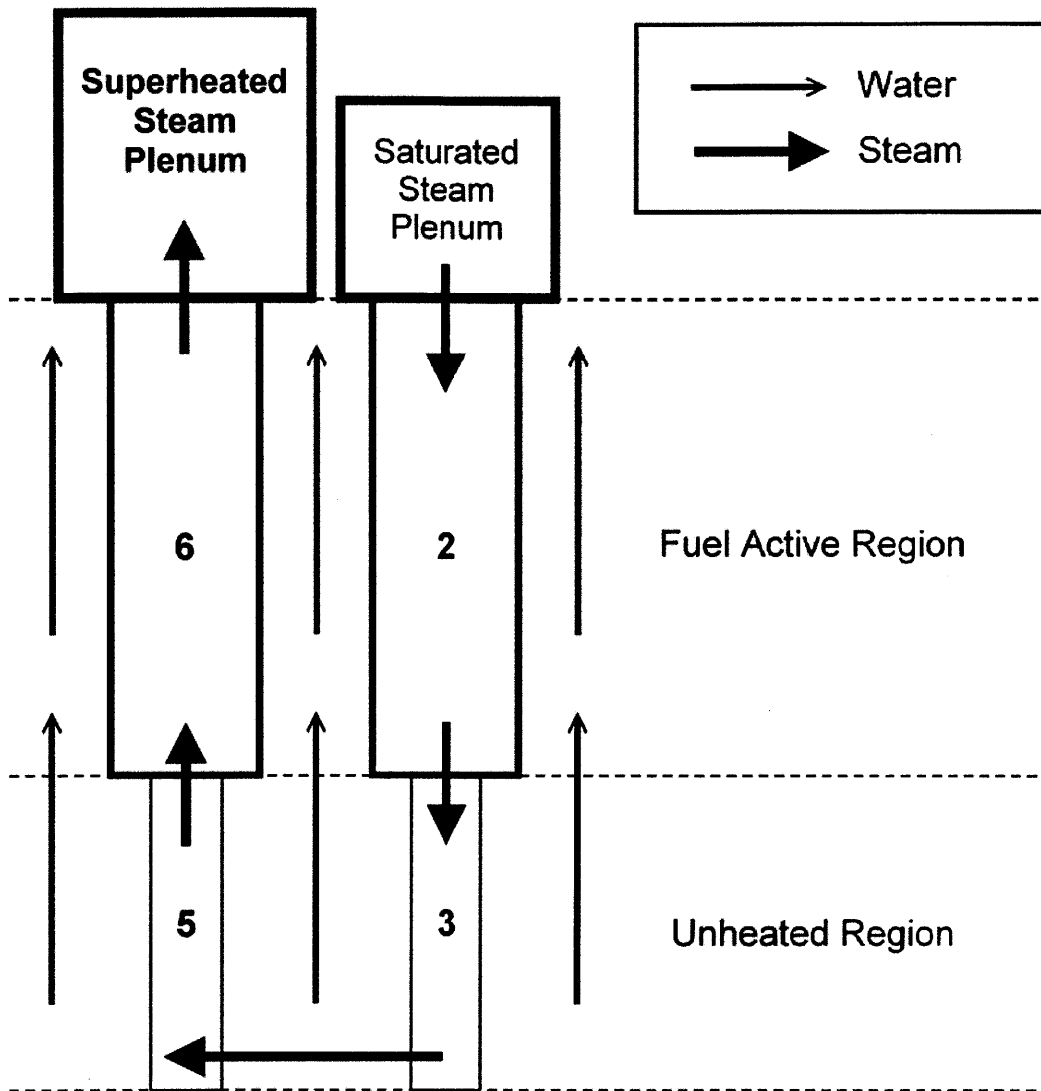 Superheated
Steam
Plenum
Saturated
Steam
Plenum
Water
Steam
6
2
Fuel Active Region
5
3
Unheated Region